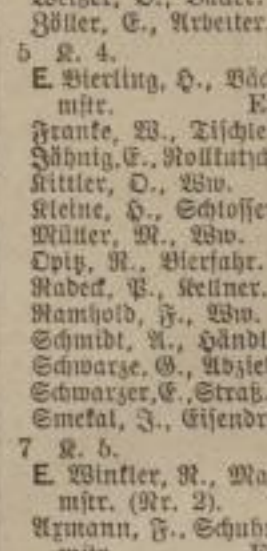 Zöller, E., Arbeiter
5 K. 4.
E. Bierling, H., Bäc
mstr. E
Franke, W., Tischle
Jähnig, E., Rollkutsch
Kittler, O., Ww.
Kleine, H., Schlosse
Müller, M., Ww.
Opitz, R., Bierfahr.
Radeck, P., Kellner.
Ramhold, F., Ww.
Schmidt, A., Händl
Schwarze, G., Abzie
Schwarzer, E., Straß.
Smekal, J., Eisendr
7 K. 5.
E. Winkler, R., Ma
mstr. (Nr. 2).
Axmann, F., Schuh